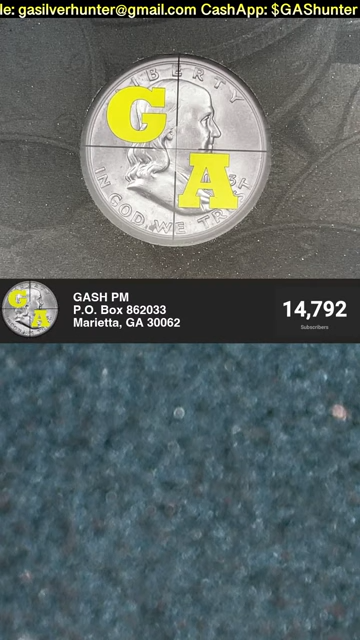 le: gasilverhunter@gmail.com CashApp: $GAShunter
LIBERTY
G
A
IN GOD WE TRUST
GA
GASH PM
P.O. Box 862033
Marietta, GA 30062
14,792
Subscribers